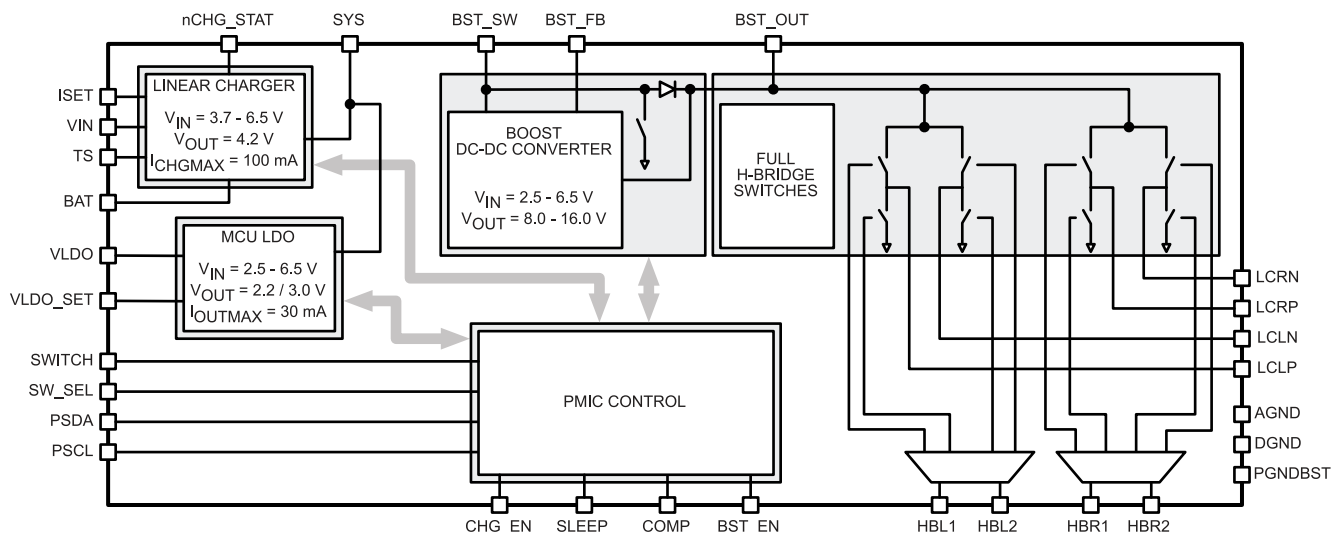 nCHG_STAT
SYS
BST_SW
BST_FB
BST_OUT
ISET
VIN
TS
BAT
VLDO
VLDO_SET
SWITCH
SW_SEL
PSDA
PSCL
LINEAR CHARGER
VIN = 3.7 - 6.5 V
VOUT = 4.2 V
ICHGMAX = 100 mA
MCU LDO
VIN = 2.5 - 6.5 V
VOUT = 2.2 / 3.0 V
IOUTMAX = 30 mA
BOOST
DC-DC CONVERTER
VIN = 2.5 - 6.5 V
VOUT = 8.0 - 16.0 V
FULL
H-BRIDGE
SWITCHES
PMIC CONTROL
LCRN
LCRP
LCLN
LCLP
AGND
DGND
PGNDBST
CHG_EN
SLEEP
COMP
BST_EN
HBL1
HBL2
HBR1
HBR2